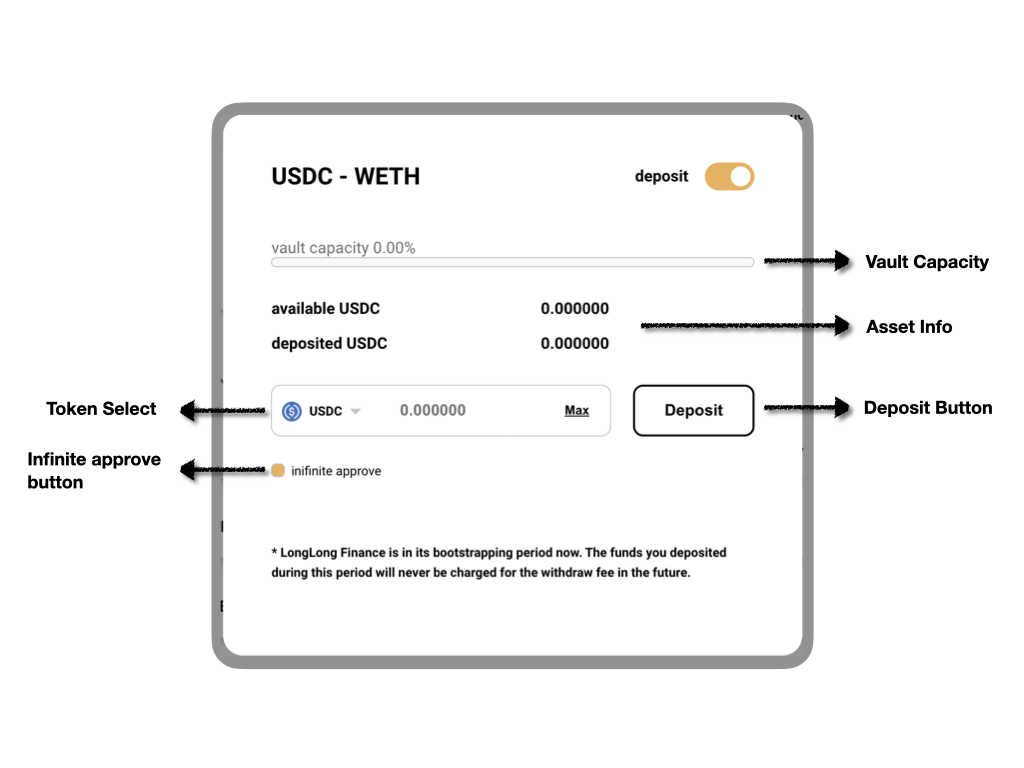 USDC - WETH
deposit
vault capacity 0.00%
Vault Capacity
available USDC 0.000000
Asset Info
deposited USDC 0.000000
Token Select
USDC 0.000000 Max
Deposit
Deposit Button
Infinite approve
button
inifinite approve
* LongLong Finance is in its bootstrapping period now. The funds you deposited
during this period will never be charged for the withdraw fee in the future.